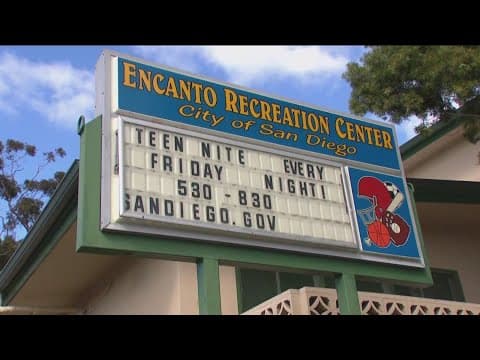 ENCANTO RECREATION CENTER
City of San Diego
TEEN NITE EVERY
FRIDAY NIGHT!
530-830
SANDIEGO.GOV